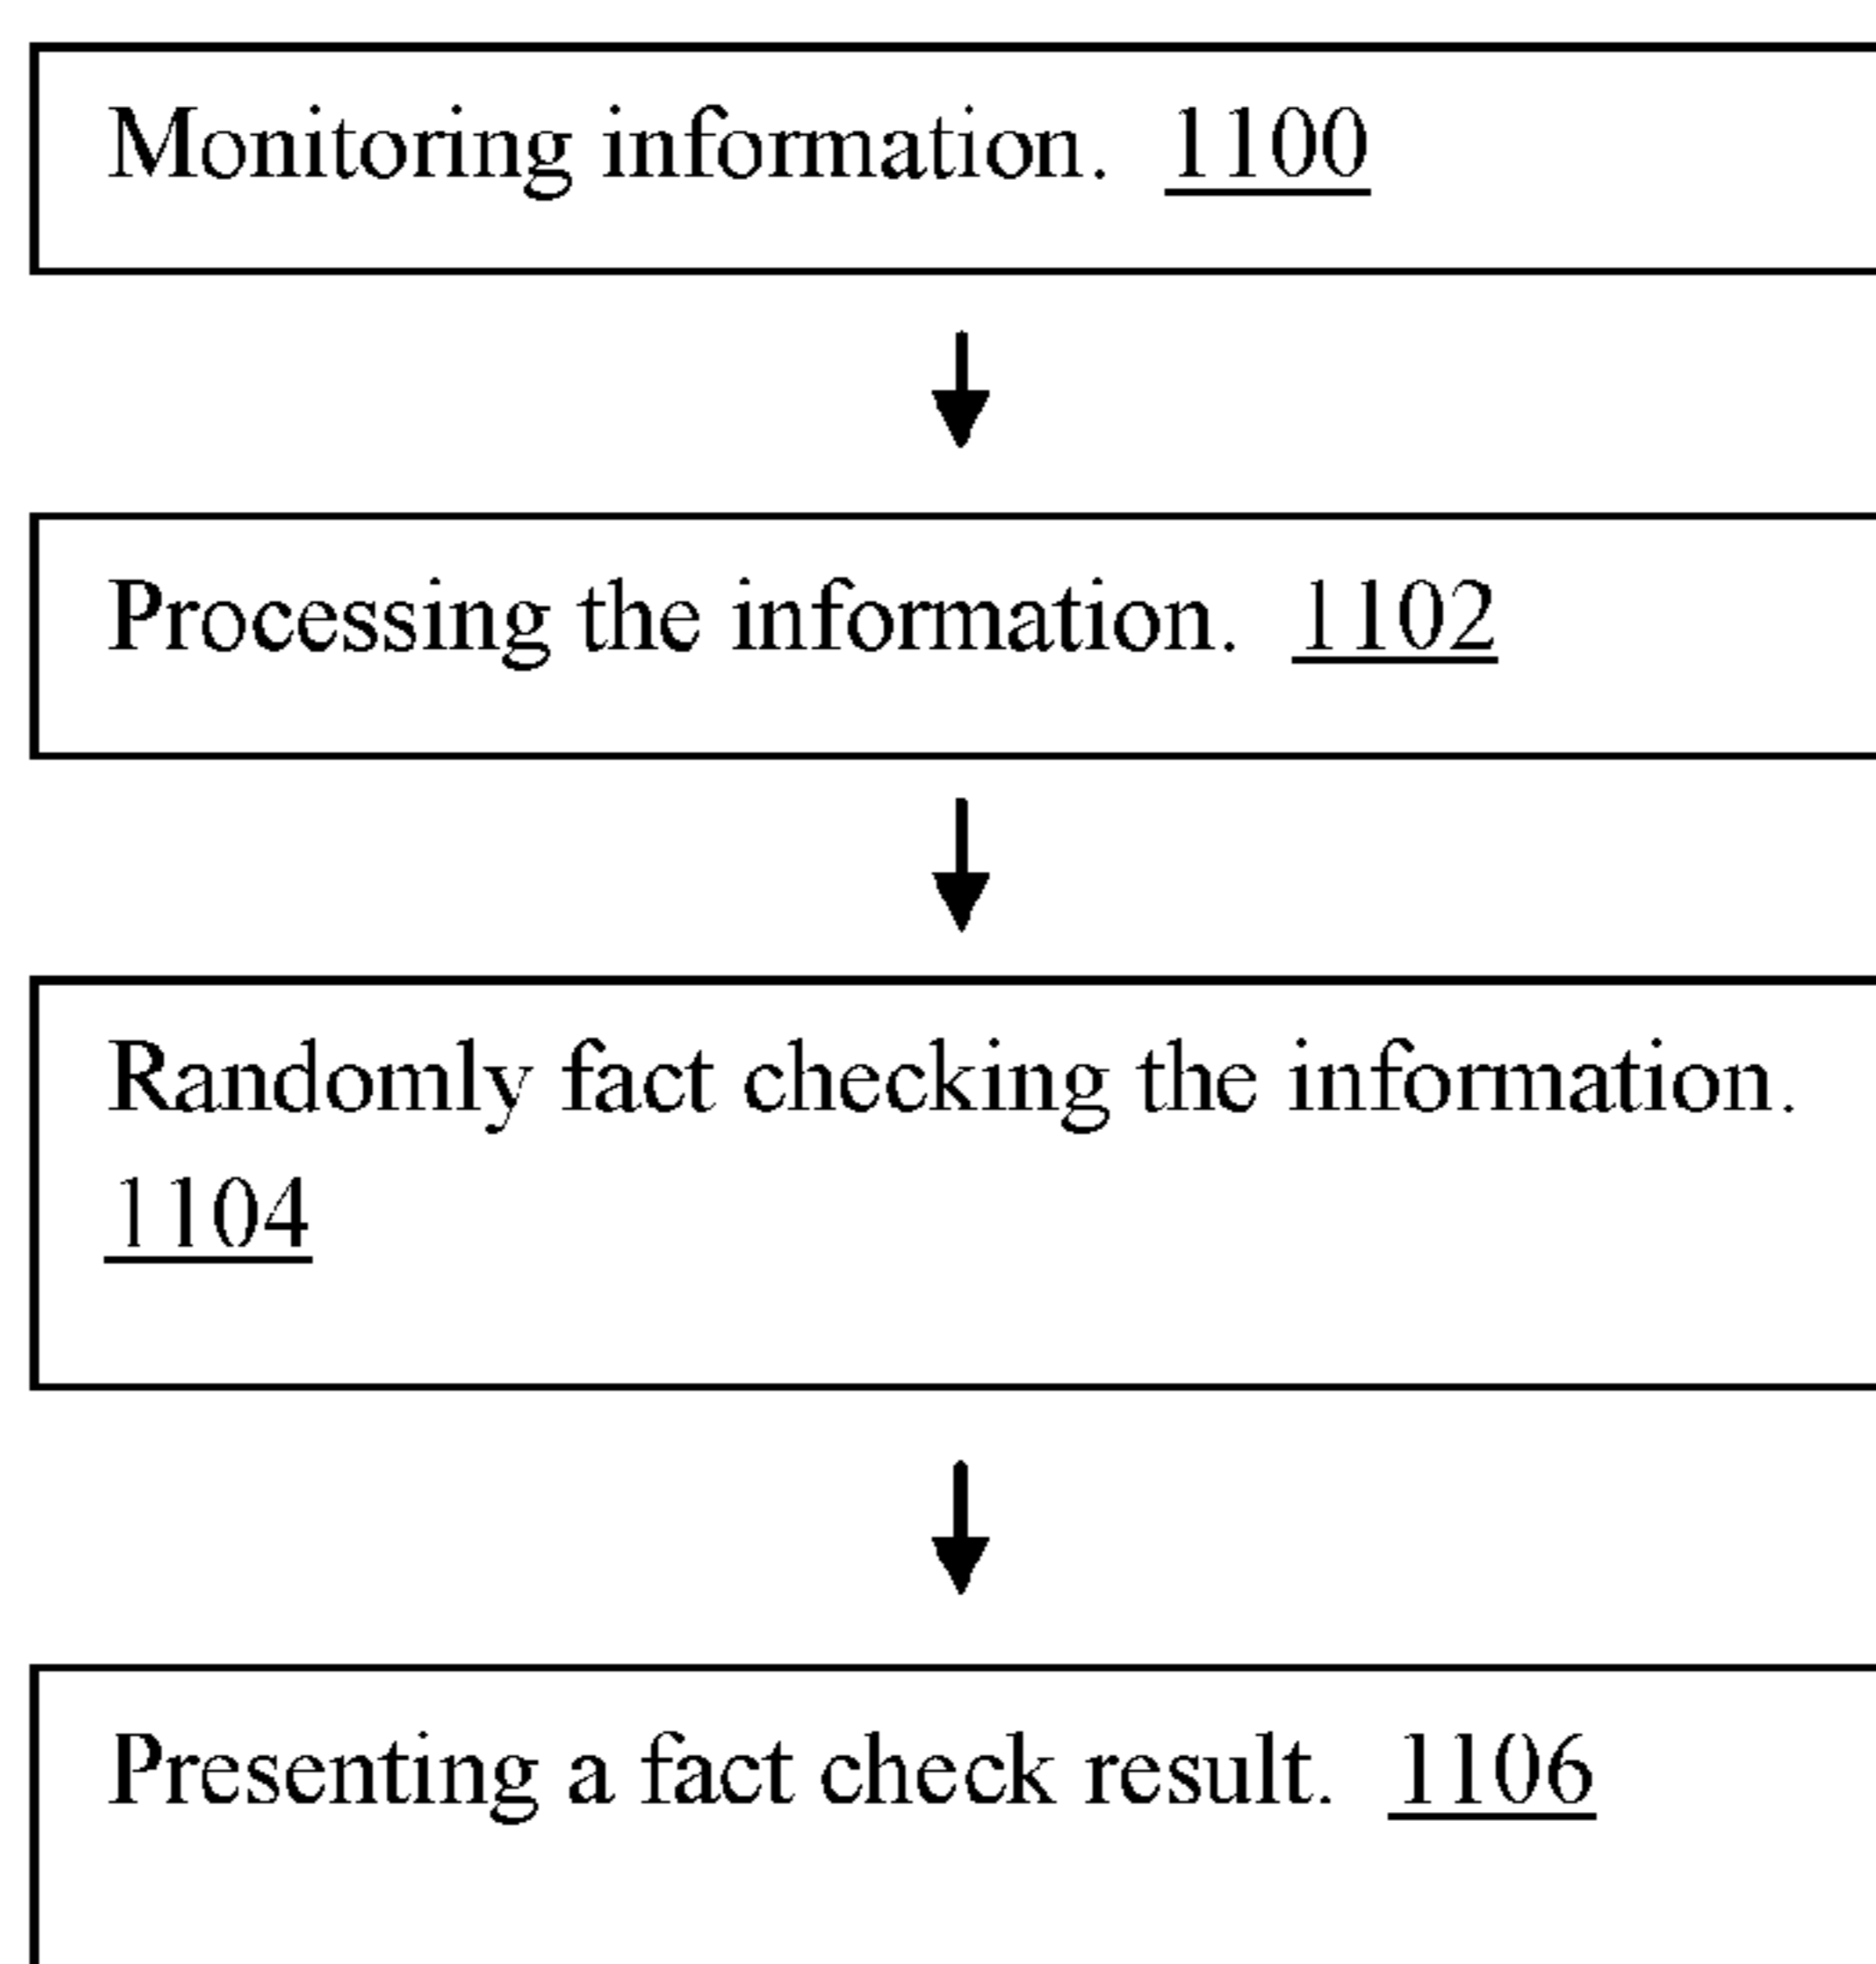 Monitoring information. 1100
Processing the information. 1102
Randomly fact checking the information.
1104
Presenting a fact check result. 1106